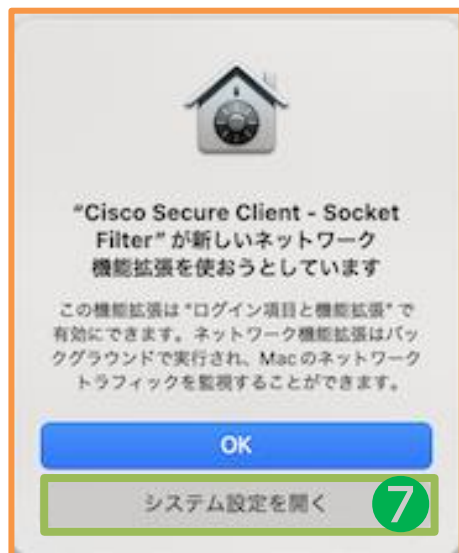 "Cisco Secure Client - Socket
Filter"が新しいネットワーク
機能拡張を使おうとしています
この機能拡張は"ログイン項目と機能拡張"で
有効にできます。ネットワーク機能拡張はバッ
クグラウンドで実行され、Macのネットワーク
トラフィックを監視することができます。
OK
システム設定を開く 7